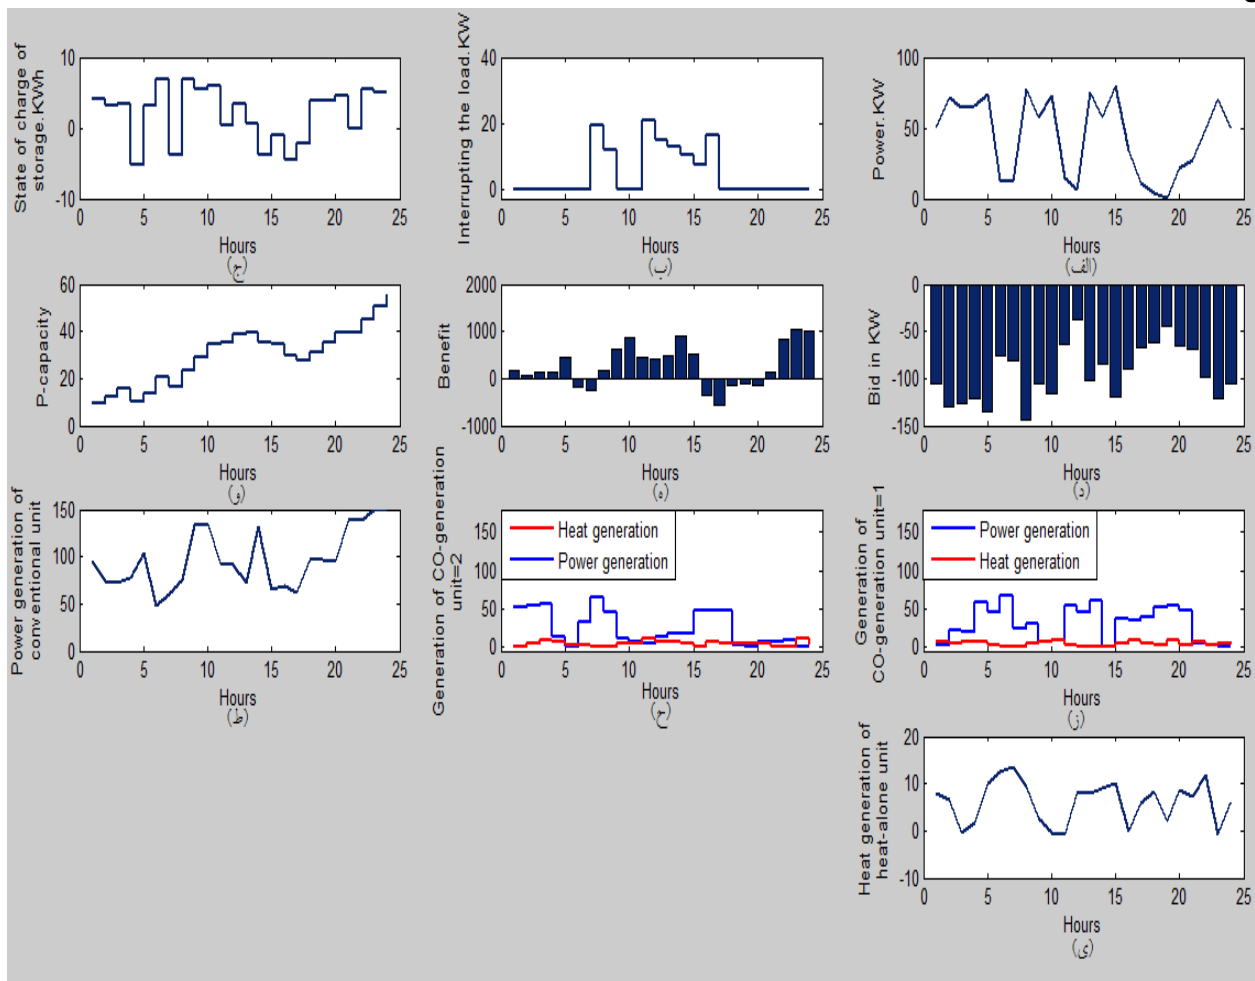 State of charge of
storage.KWh
10
0
-10
0 5 10 15 20 25
Hours
(ج)
Interrupting the load.KW
40
20
0
0 5 10 15 20 25
Hours
(ب)
Power.KW
100
50
0
0 5 10 15 20 25
Hours
(الف)
P-capacity
60
40
20
0
0 5 10 15 20 25
Hours
(و)
Benefit
2000
1000
0
-1000
0 5 10 15 20 25
Hours
(ه)
Bid in KW
0
-50
-100
-150
0 5 10 15 20 25
Hours
(د)
Power generation of
conventional unit
150
100
50
0
0 5 10 15 20 25
Hours
(ط)
Generation of CO-generation
unit=2
150
100
50
0
Heat generation
Power generation
0 5 10 15 20 25
Hours
(ح)
Generation of
CO-generation unit=1
150
100
50
0
Power generation
Heat generation
0 5 10 15 20 25
Hours
(ز)
Heat generation of
heat-alone unit
20
10
0
-10
0 5 10 15 20 25
Hours
(ی)